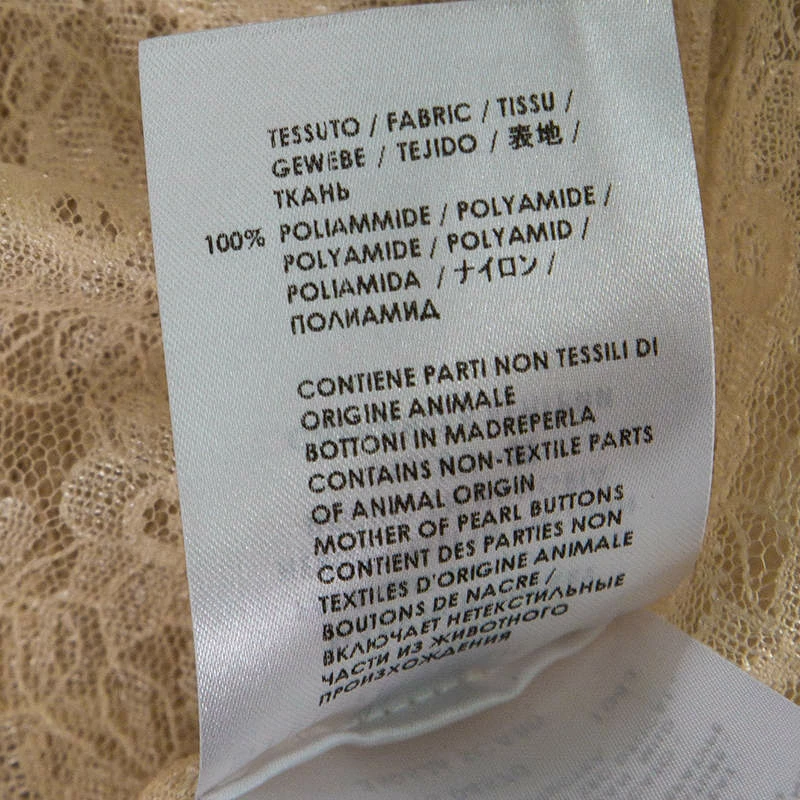 TESSUTO / FABRIC / TISSU /
GEWEBE / TEJIDO / 表地 /
ТКАНЬ
100% POLIAMMIDE / POLYAMIDE /
POLYAMIDE / POLYAMID /
POLIAMIDA / ナイロン /
ПОЛИАМИД
CONTIENE PARTI NON TESSILI DI
ORIGINE ANIMALE
BOTTONI IN MADREPERLA
CONTAINS NON-TEXTILE PARTS
OF ANIMAL ORIGIN
MOTHER OF PEARL BUTTONS
CONTIENT DES PARTIES NON
TEXTILES D'ORIGINE ANIMALE
BOUTONS DE NACRE /
ВКЛЮЧАЕТ НЕТЕКСТИЛЬНЫЕ
ЧАСТИ ИЗ ЖИВОТНОГО
ПРОИЗХОЖДЕНИЯ